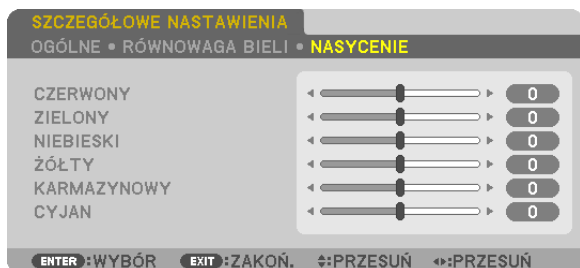 SZCZEGÓŁOWE NASTAWIENIA
OGÓLNE • RÓWNOWAGA BIELI • NASYCENIE
CZERWONY 0
ZIELONY 0
NIEBIESKI 0
ŻÓŁTY 0
KARMAZYNOWY 0
CYJAN 0
ENTER :WYBÓR EXIT :ZAKOŃ. :PRZESUŃ :PRZESUŃ